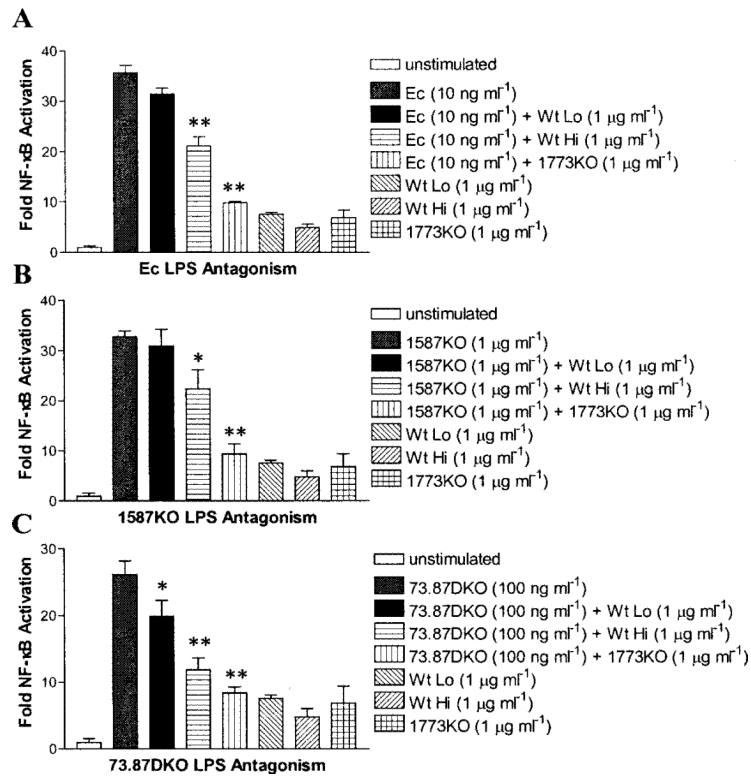 A
40
30
20
10
0
Fold NF-κB Activation
**
**
Ec LPS Antagonism
unstimulated
Ec (10 ng ml⁻¹)
Ec (10 ng ml⁻¹) + Wt Lo (1 μg ml⁻¹)
Ec (10 ng ml⁻¹) + Wt Hi (1 μg ml⁻¹)
Ec (10 ng ml⁻¹) + 1773KO (1 μg ml⁻¹)
Wt Lo (1 μg ml⁻¹)
Wt Hi (1 μg ml⁻¹)
1773KO (1 μg ml⁻¹)
B
40
30
20
10
0
Fold NF-κB Activation
*
**
1587KO LPS Antagonism
unstimulated
1587KO (1 μg ml⁻¹)
1587KO (1 μg ml⁻¹) + Wt Lo (1 μg ml⁻¹)
1587KO (1 μg ml⁻¹) + Wt Hi (1 μg ml⁻¹)
1587KO (1 μg ml⁻¹) + 1773KO (1 μg ml⁻¹)
Wt Lo (1 μg ml⁻¹)
Wt Hi (1 μg ml⁻¹)
1773KO (1 μg ml⁻¹)
C
30
20
10
0
Fold NF-κB Activation
*
**
**
73.87DKO LPS Antagonism
unstimulated
73.87DKO (100 ng ml⁻¹)
73.87DKO (100 ng ml⁻¹) + Wt Lo (1 μg ml⁻¹)
73.87DKO (100 ng ml⁻¹) + Wt Hi (1 μg ml⁻¹)
73.87DKO (100 ng ml⁻¹) + 1773KO (1 μg ml⁻¹)
Wt Lo (1 μg ml⁻¹)
Wt Hi (1 μg ml⁻¹)
1773KO (1 μg ml⁻¹)